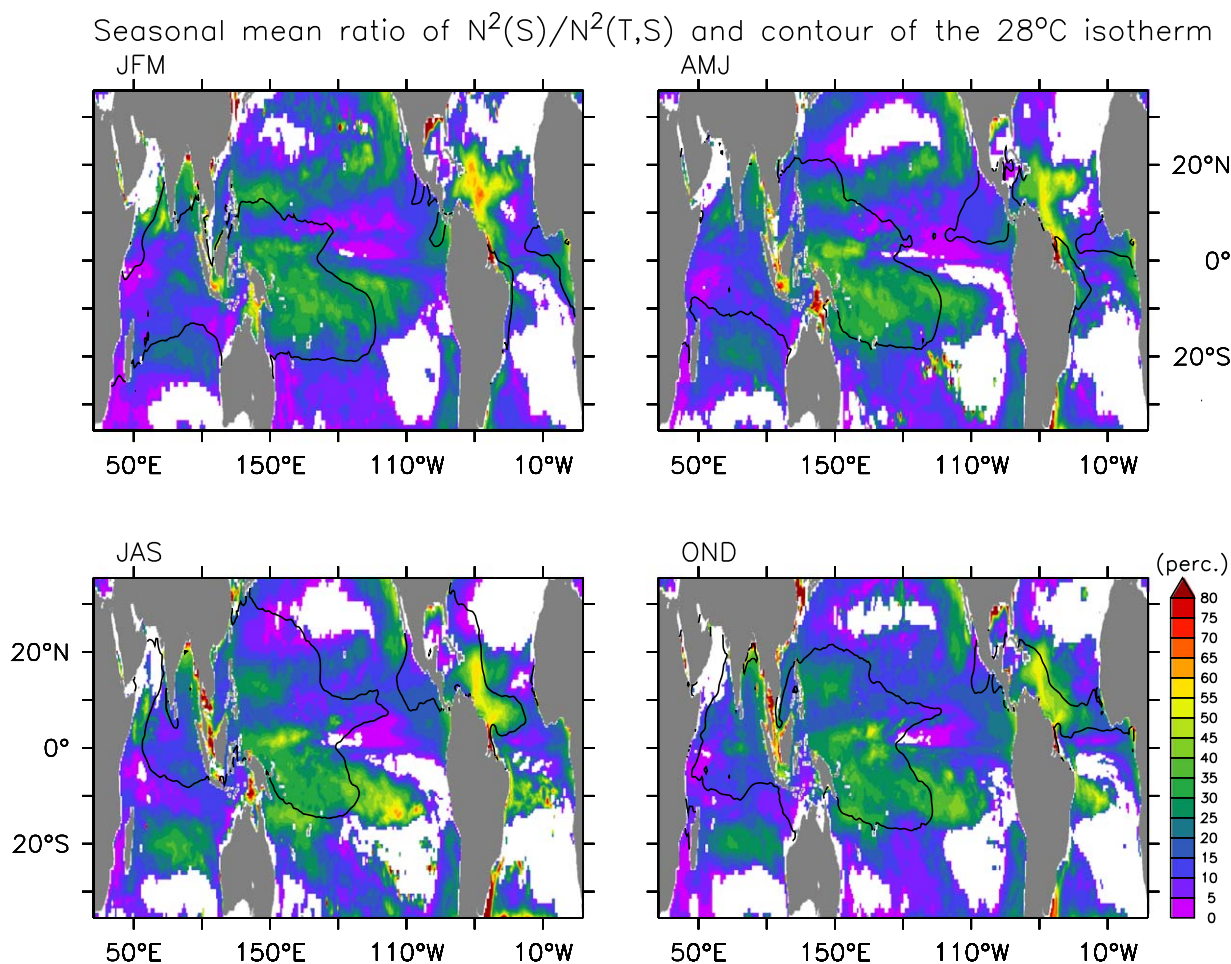 Seasonal mean ratio of N²(S)/N²(T,S) and contour of the 28°C isotherm
JFM
AMJ
20°N
0°
20°S
50°E 150°E 110°W 10°W
50°E 150°E 110°W 10°W
JAS
OND
(perc.)
20°N
0°
20°S
80
75
70
65
60
55
50
45
40
35
30
25
20
15
10
5
0
50°E 150°E 110°W 10°W
50°E 150°E 110°W 10°W